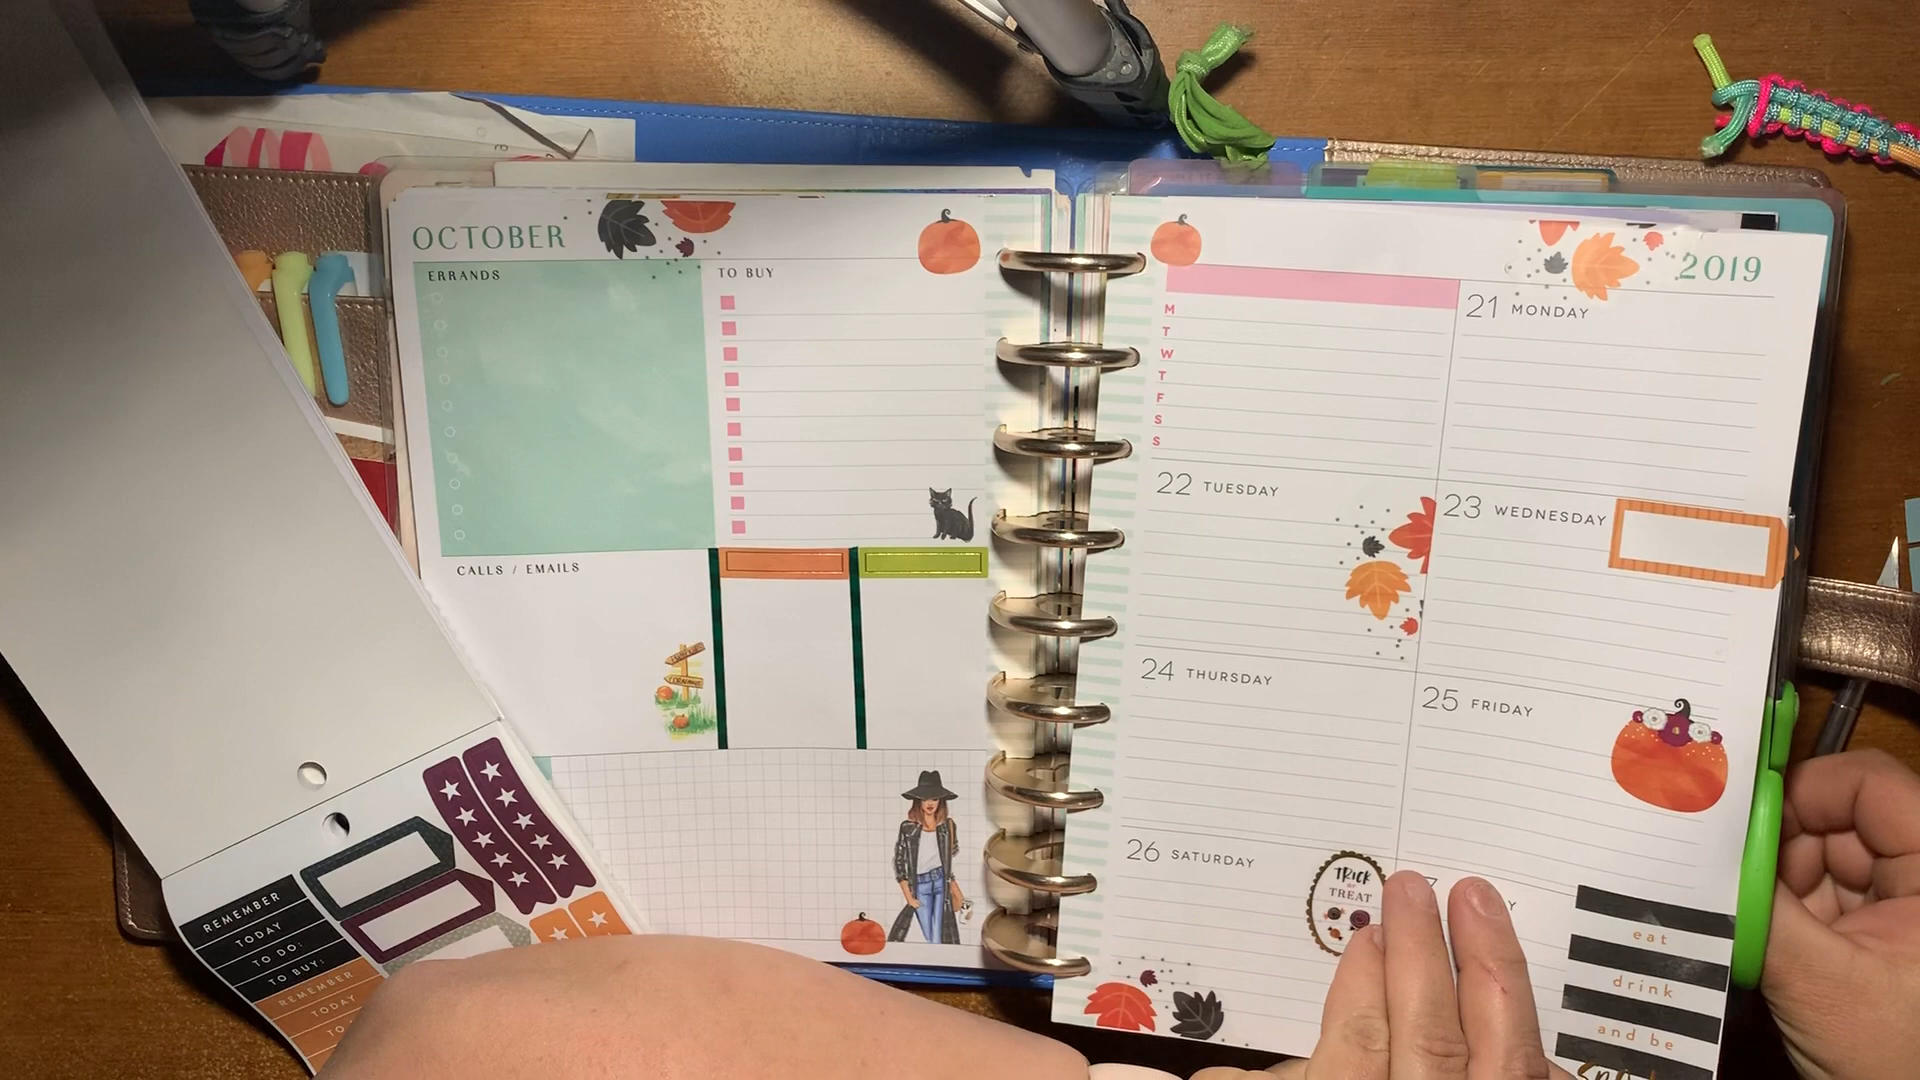 OCTOBER
ERRANDS
TO BUY
CALLS / EMAILS
2019
M
T
W
T
F
S
S
21 MONDAY
22 TUESDAY
23 WEDNESDAY
24 THURSDAY
25 FRIDAY
26 SATURDAY
TRICK
or
TREAT
eat
drink
and be
REMEMBER
TODAY
TO DO:
TO BUY:
REMEMBER
TODAY